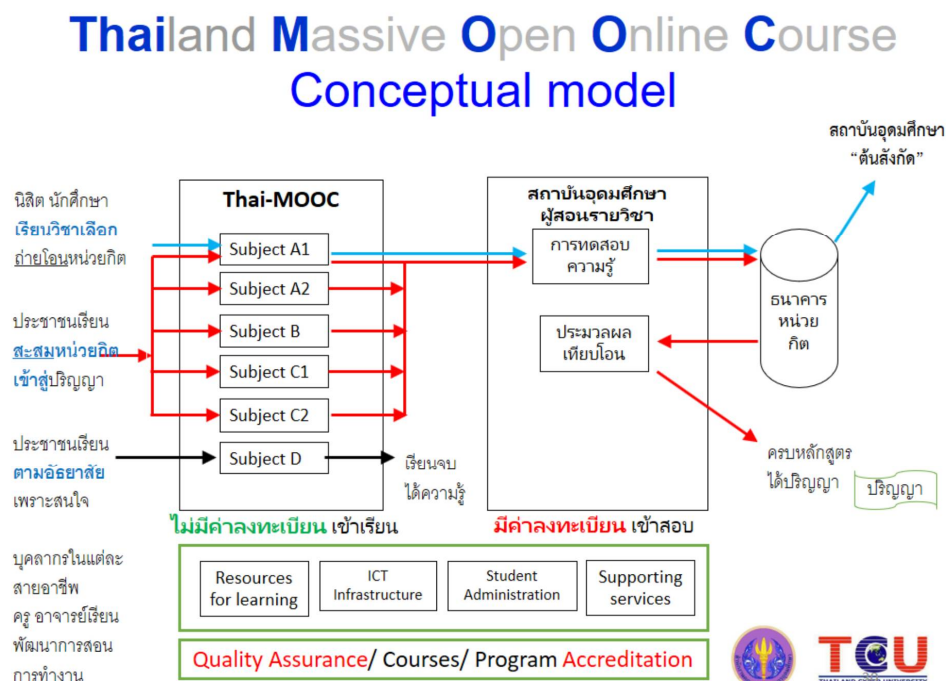 Thailand Massive Open Online Course
Conceptual model
สถาบันอุดมศึกษา
“ต้นสังกัด”
นิสิต นักศึกษา
เรียนวิชาเลือก
ถ่ายโอนหน่วยกิต
ประชาชนเรียน
สะสมหน่วยกิต
เข้าสู่ปริญญา
ประชาชนเรียน
ตามอัธยาศัย
เพราะสนใจ
บุคลากรในแต่ละ
สายอาชีพ
ครู อาจารย์เรียน
พัฒนาการสอน
การทำงาน
Thai-MOOC
Subject A1
Subject A2
Subject B
Subject C1
Subject C2
Subject D
เรียนจบ
ได้ความรู้
สถาบันอุดมศึกษา
ผู้สอนรายวิชา
การทดสอบ
ความรู้
ประมวลผล
เทียบโอน
ธนาคาร
หน่วย
กิต
ครบหลักสูตร
ได้ปริญญา
ปริญญา
ไม่มีค่าลงทะเบียน เข้าเรียน
มีค่าลงทะเบียน เข้าสอบ
Resources
for learning
ICT
Infrastructure
Student
Administration
Supporting
services
Quality Assurance/ Courses/ Program Accreditation
TCU
THAILAND CYBER UNIVERSITY